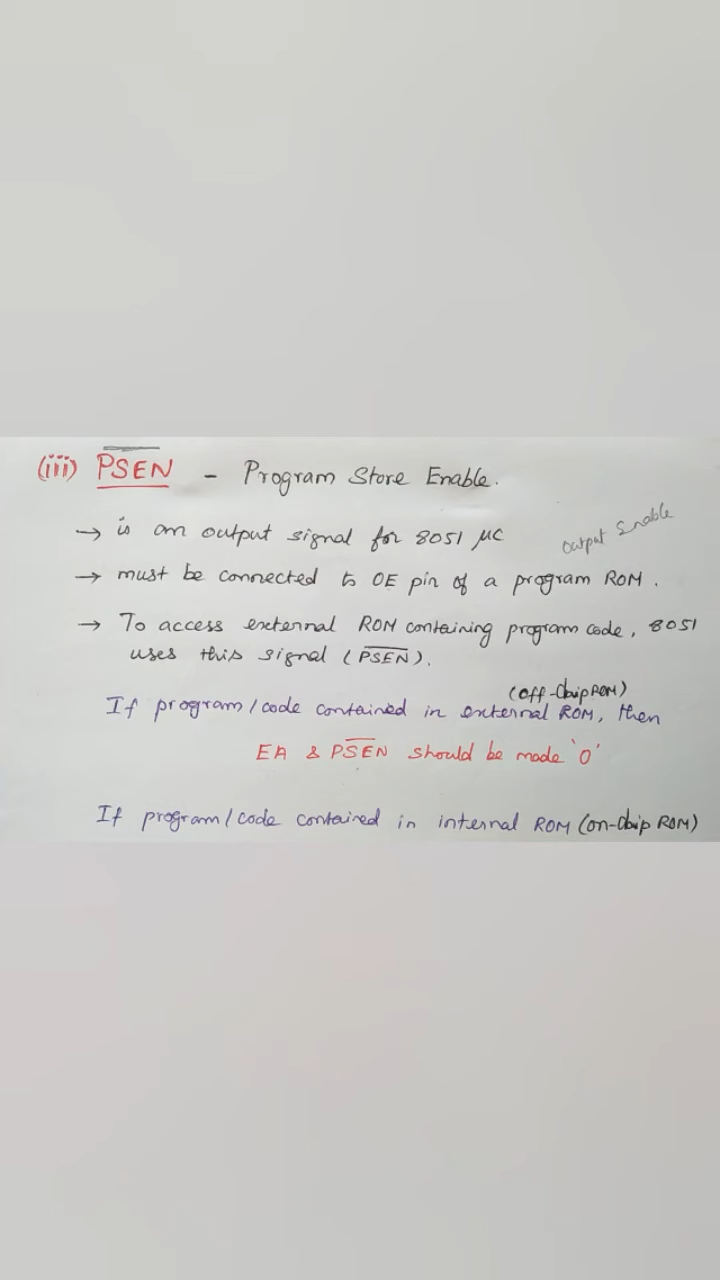 (iii) P̅S̅E̅N̅ - Program Store Enable.
→ is an output signal for 8051 μC
Output Enable
→ must be connected to OE pin of a program ROM.
→ To access external ROM containing program code, 8051
uses this signal (P̅S̅E̅N̅).
(off-chip ROM)
If program/code contained in external ROM, then
EA & P̅S̅E̅N̅ should be made '0'
If program/code contained in internal ROM (on-chip ROM)